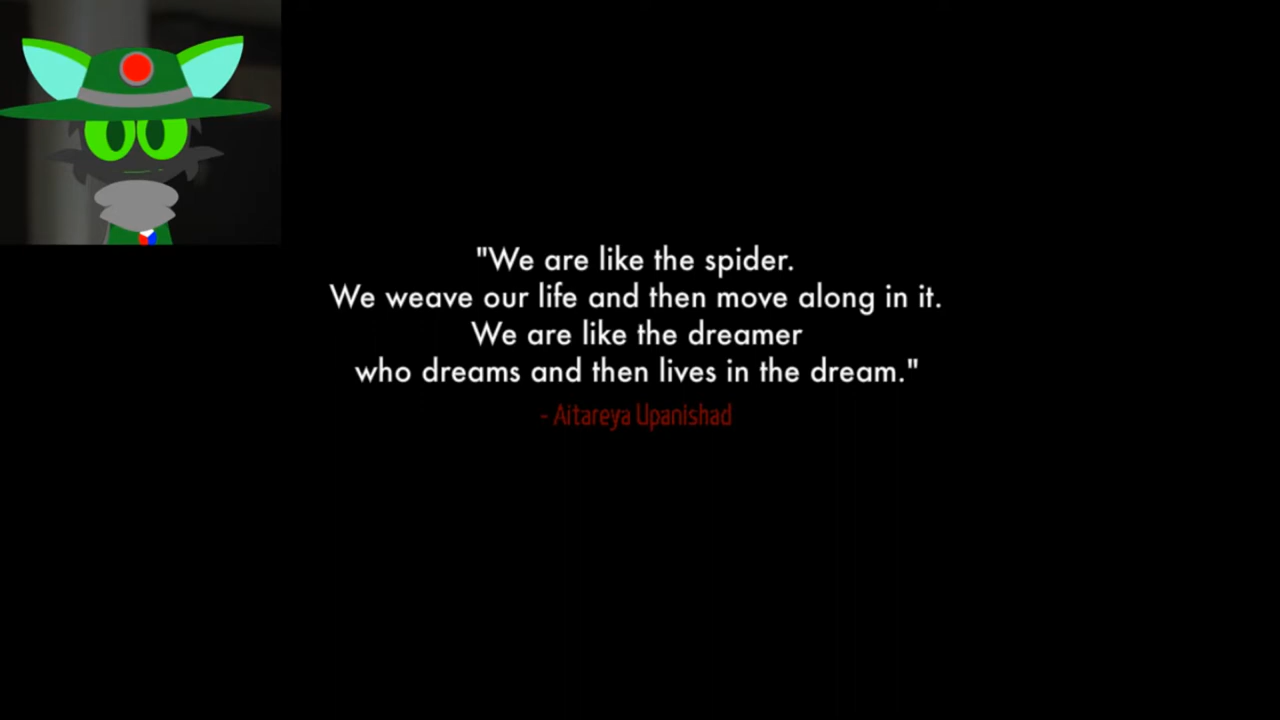 "We are like the spider.
We weave our life and then move along in it.
We are like the dreamer
who dreams and then lives in the dream."
- Aitareya Upanishad